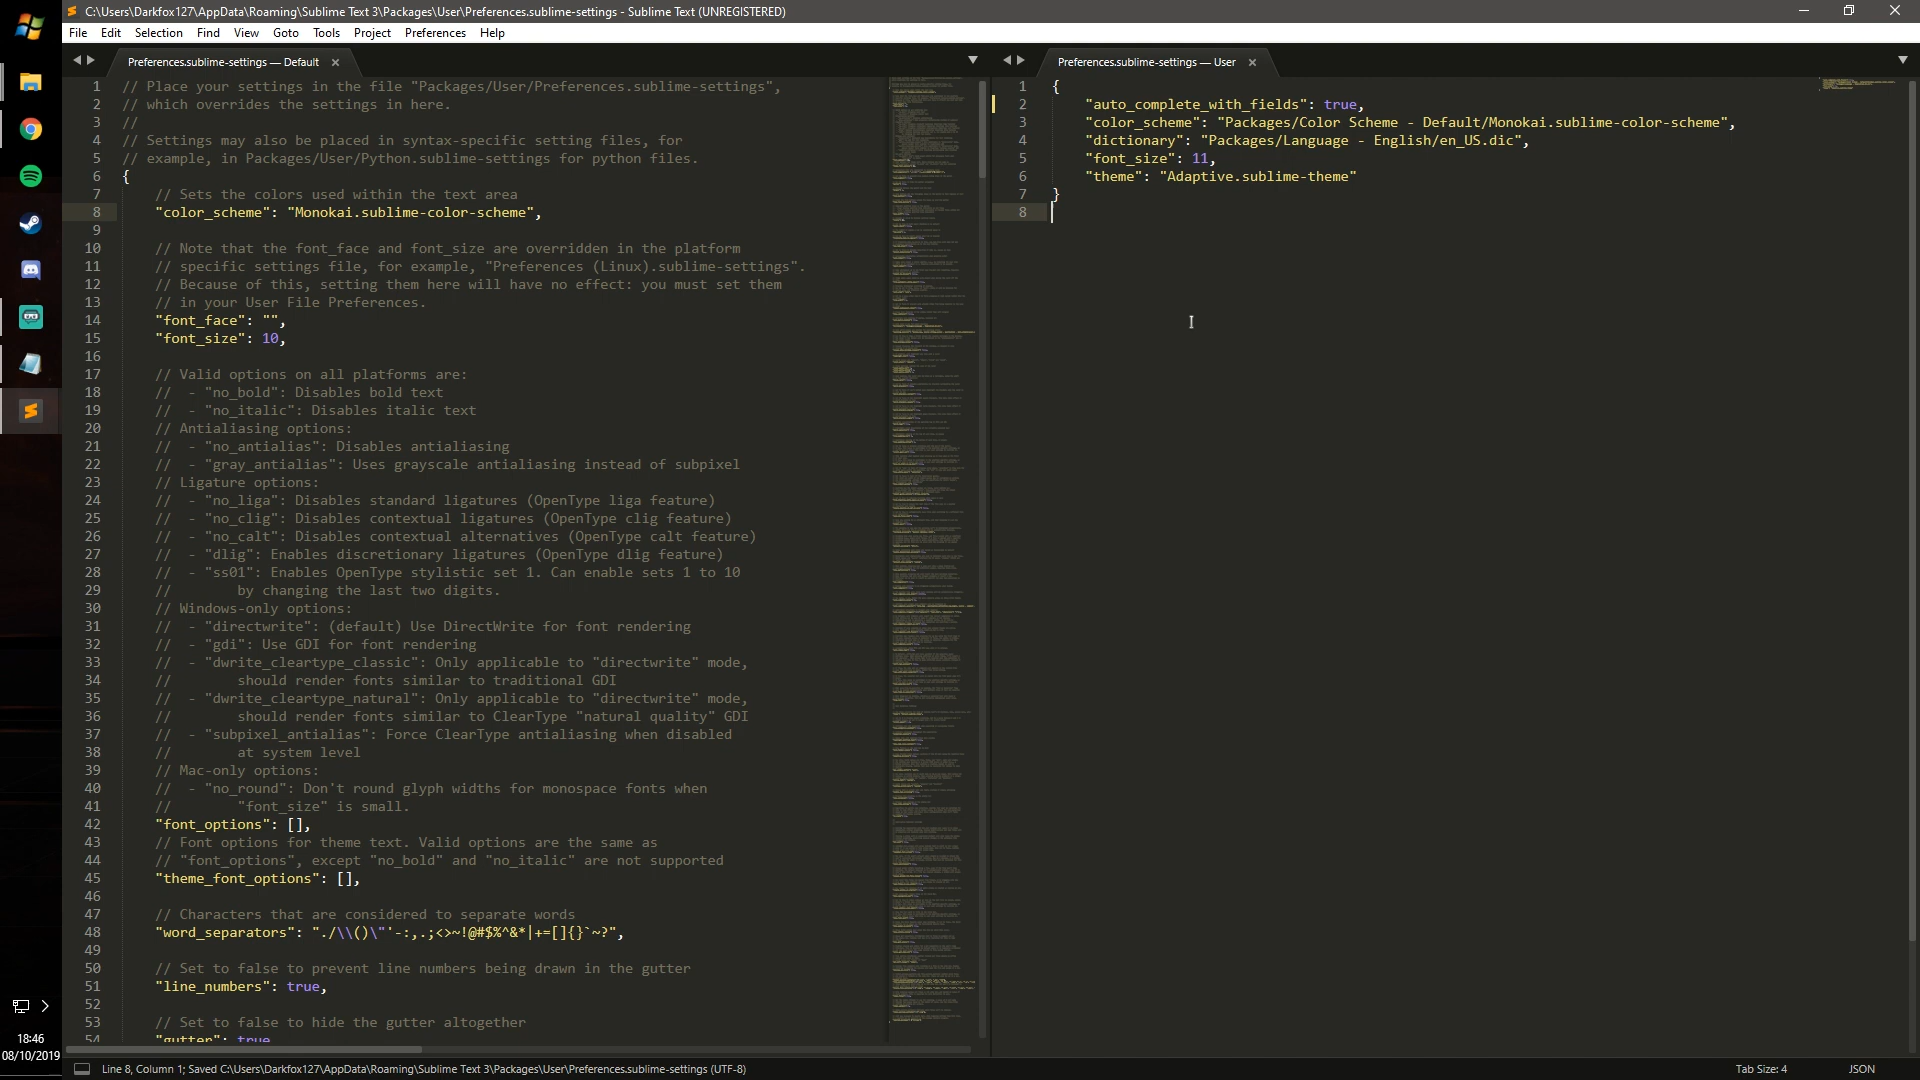 C:\Users\Darkfox127\AppData\Roaming\Sublime Text 3\Packages\User\Preferences.sublime-settings - Sublime Text (UNREGISTERED)
File Edit Selection Find View Goto Tools Project Preferences Help
Preferences.sublime-settings — Default
1 // Place your settings in the file "Packages/User/Preferences.sublime-settings",
2 // which overrides the settings in here.
3 //
4 // Settings may also be placed in syntax-specific setting files, for
5 // example, in Packages/User/Python.sublime-settings for python files.
6 {
7 // Sets the colors used within the text area
8 "color_scheme": "Monokai.sublime-color-scheme",
9
10 // Note that the font_face and font_size are overridden in the platform
11 // specific settings file, for example, "Preferences (Linux).sublime-settings".
12 // Because of this, setting them here will have no effect: you must set them
13 // in your User File Preferences.
14 "font_face": "",
15 "font_size": 10,
16
17 // Valid options on all platforms are:
18 // - "no_bold": Disables bold text
19 // - "no_italic": Disables italic text
20 // Antialiasing options:
21 // - "no_antialias": Disables antialiasing
22 // - "gray_antialias": Uses grayscale antialiasing instead of subpixel
23 // Ligature options:
24 // - "no_liga": Disables standard ligatures (OpenType liga feature)
25 // - "no_clig": Disables contextual ligatures (OpenType clig feature)
26 // - "no_calt": Disables contextual alternatives (OpenType calt feature)
27 // - "dlig": Enables discretionary ligatures (OpenType dlig feature)
28 // - "ss01": Enables OpenType stylistic set 1. Can enable sets 1 to 10
29 // by changing the last two digits.
30 // Windows-only options:
31 // - "directwrite": (default) Use DirectWrite for font rendering
32 // - "gdi": Use GDI for font rendering
33 // - "dwrite_cleartype_classic": Only applicable to "directwrite" mode,
34 // should render fonts similar to traditional GDI
35 // - "dwrite_cleartype_natural": Only applicable to "directwrite" mode,
36 // should render fonts similar to ClearType "natural quality" GDI
37 // - "subpixel_antialias": Force ClearType antialiasing when disabled
38 // at system level
39 // Mac-only options:
40 // - "no_round": Don't round glyph widths for monospace fonts when
41 // "font_size" is small.
42 "font_options": [],
43 // Font options for theme text. Valid options are the same as
44 // "font_options", except "no_bold" and "no_italic" are not supported
45 "theme_font_options": [],
46
47 // Characters that are considered to separate words
48 "word_separators": "./\\()\"'-:,.;<>~!@#$%^&*|+=[]{}`~?",
49
50 // Set to false to prevent line numbers being drawn in the gutter
51 "line_numbers": true,
52
53 // Set to false to hide the gutter altogether
54 "gutter": true
Preferences.sublime-settings — User
1 {
2 "auto_complete_with_fields": true,
3 "color_scheme": "Packages/Color Scheme - Default/Monokai.sublime-color-scheme",
4 "dictionary": "Packages/Language - English/en_US.dic",
5 "font_size": 11,
6 "theme": "Adaptive.sublime-theme"
7 }
8
18:46
08/10/2019
Line 8, Column 1; Saved C:\Users\Darkfox127\AppData\Roaming\Sublime Text 3\Packages\User\Preferences.sublime-settings (UTF-8)
Tab Size: 4
JSON